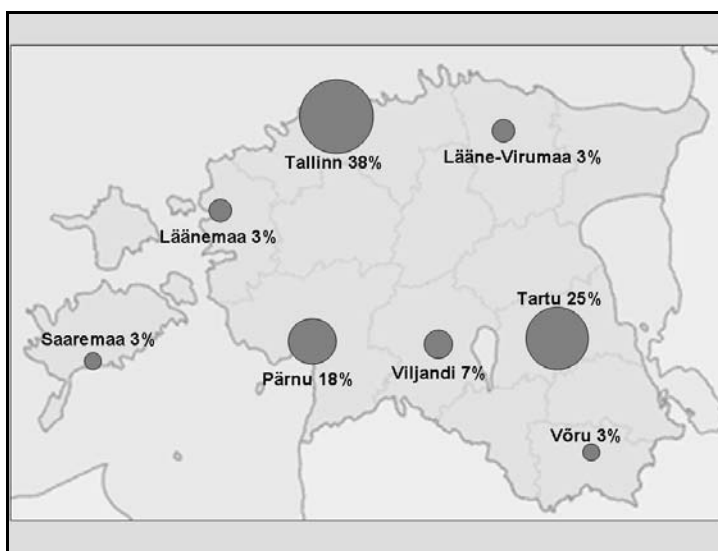 Tallinn 38%
Lääne-Virumaa 3%
Läänemaa 3%
Tartu 25%
Saaremaa 3%
Pärnu 18%
Viljandi 7%
Võru 3%